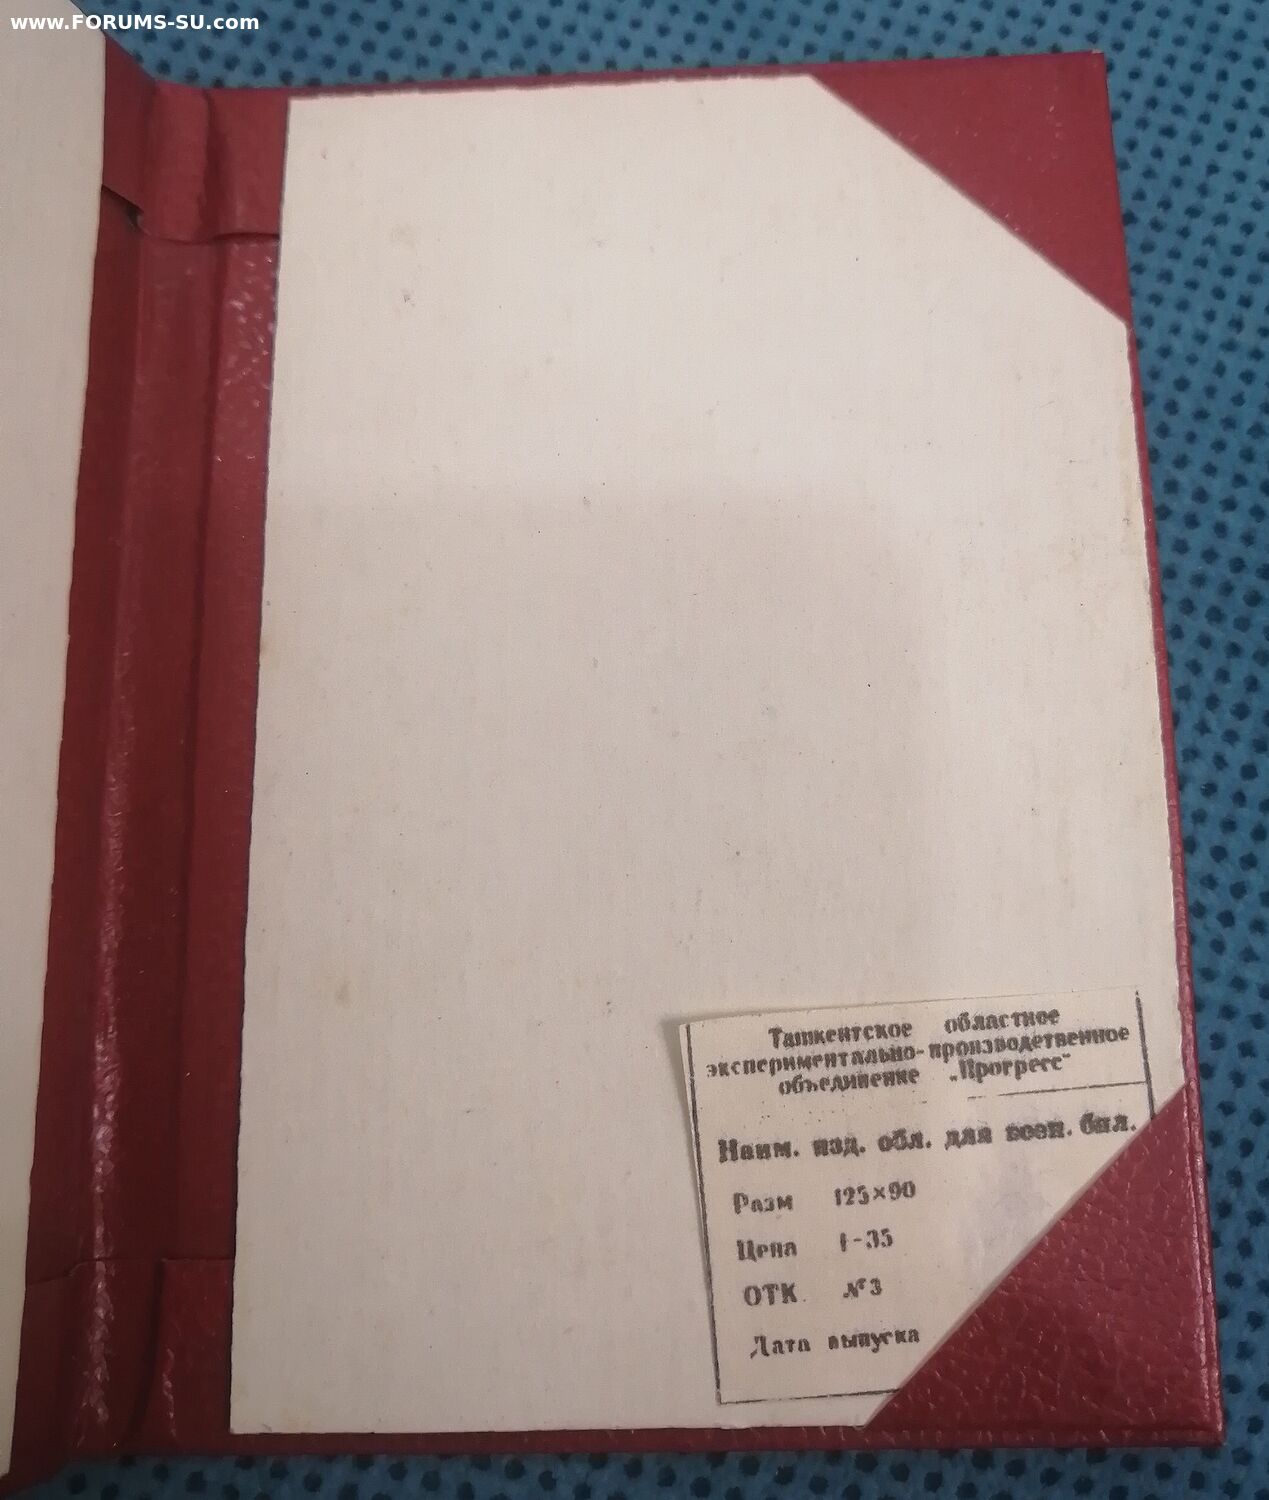 www.FORUMS-SU.com
Ташкентское областное
экспериментально-производственное
объединение „Прогресс“
Наим. изд. обл. для воен. бил.
Разм 125×90
Цена 1-35
ОТК №3
Дата выпуска